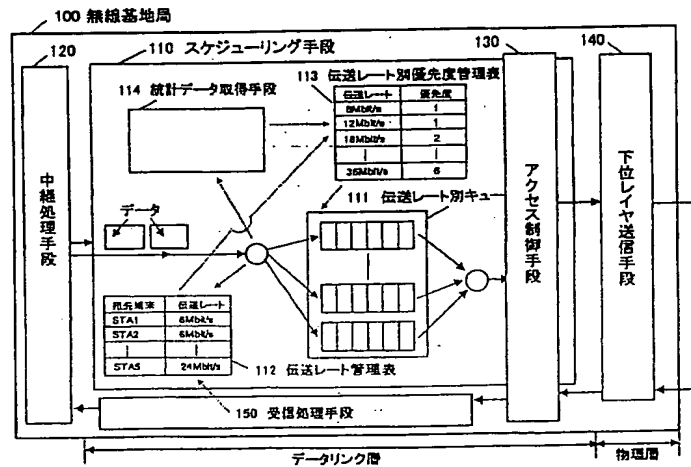 100 無線基地局
120
110 スケジューリング手段
130
140
114 統計データ取得手段
113 伝送レート別優先度管理表
伝送レート 優先度
6Mbit/s 1
12Mbit/s 1
18Mbit/s 2
36Mbit/s 6
111 伝送レート別キュー
中継処理手段
データ
アクセス制御手段
下位レイヤ送信手段
宛先端末 伝送レート
STA1 6Mbit/s
STA2 6Mbit/s
STA5 24Mbit/s
112 伝送レート管理表
150 受信処理手段
データリンク層
物理層